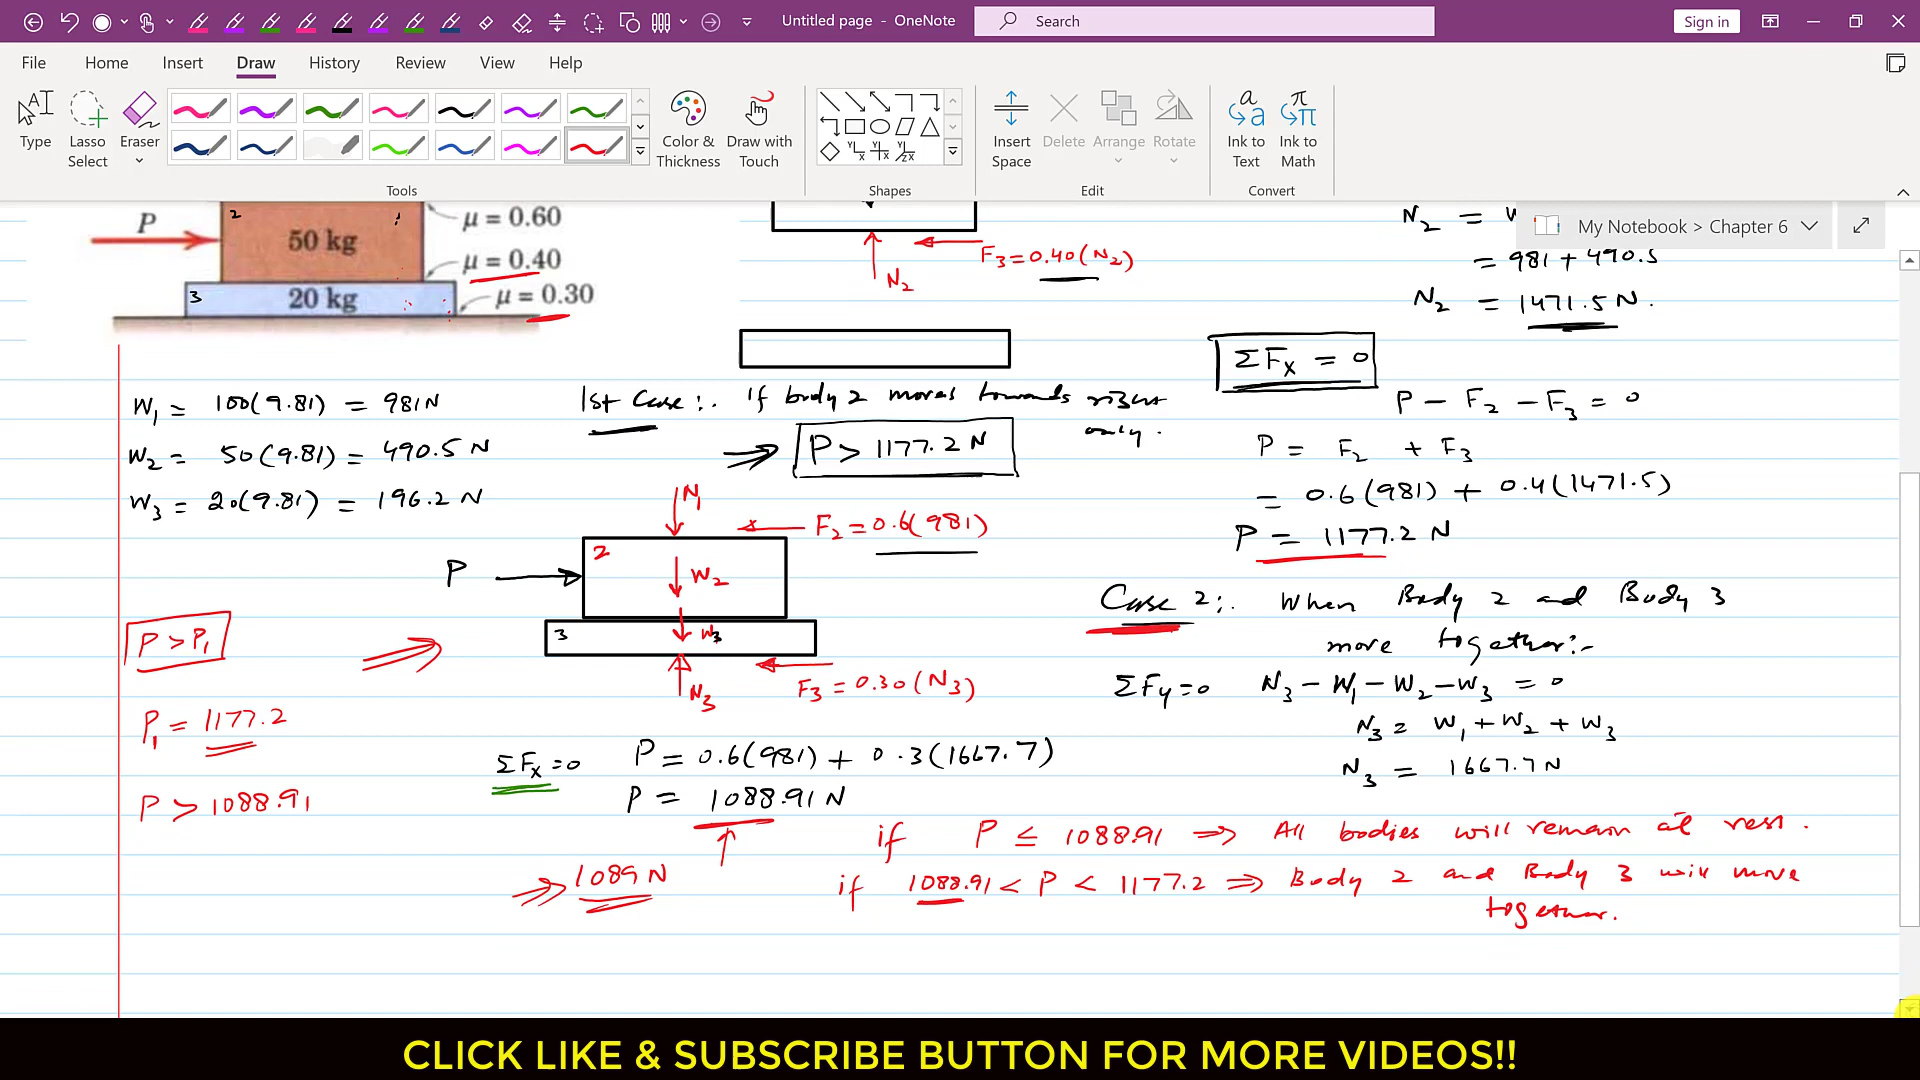 Untitled page - OneNote
Search
Sign in
File Home Insert Draw History Review View Help
Type
Lasso Select
Eraser
Color & Thickness
Draw with Touch
Insert Space
Delete
Arrange
Rotate
Ink to Text
Ink to Math
Tools
Shapes
Edit
Convert
My Notebook > Chapter 6
P
2
50 kg
3
20 kg
μ = 0.60
μ = 0.40
μ = 0.30
F3 = 0.40(N2)
N2
N2 = W
= 981 + 490.5
N2 = 1471.5 N.
ΣFx = 0
P - F2 - F3 = 0
P = F2 + F3
= 0.6(981) + 0.4(1471.5)
P = 1177.2 N
W1 = 100(9.81) = 981N
W2 = 50(9.81) = 490.5 N
W3 = 20(9.81) = 196.2 N
1st Case:. If body 2 moves towards right only.
⇒ P > 1177.2 N
N1
F2 = 0.6(981)
P
2
W2
3
W3
N3
F3 = 0.30(N3)
P > P1 ⇒
P1 = 1177.2
P > 1088.91
Case 2:. When Body 2 and Body 3
move together:-
ΣFy=0 N3 - W1 - W2 - W3 = 0
N3 = W1 + W2 + W3
N3 = 1667.7N
ΣFx=0 P = 0.6(981) + 0.3(1667.7)
P = 1088.91 N
⇒ 1089 N
if P ≤ 1088.91 ⇒ All bodies will remain at rest.
if 1088.91 < P < 1177.2 ⇒ Body 2 and Body 3 will move
together.
CLICK LIKE & SUBSCRIBE BUTTON FOR MORE VIDEOS!!